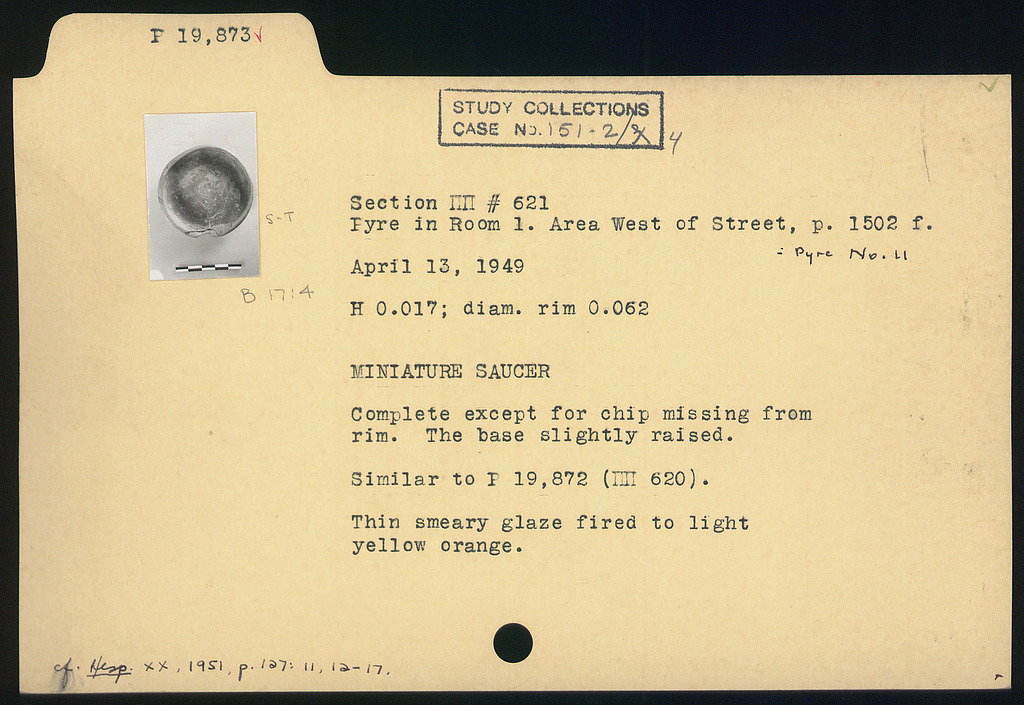 P 19,873✓
STUDY COLLECTIONS
CASE No. 151-2/3 4
S-T
B 17:4
Section ΠΠ # 621
Pyre in Room 1. Area West of Street, p. 1502 f.
= Pyre No. 11
April 13, 1949
H 0.017; diam. rim 0.062
MINIATURE SAUCER
Complete except for chip missing from
rim. The base slightly raised.
Similar to P 19,872 (ΠΠ 620).
Thin smeary glaze fired to light
yellow orange.
cf. Hesp. XX, 1951, p. 127: 11, 12-17.